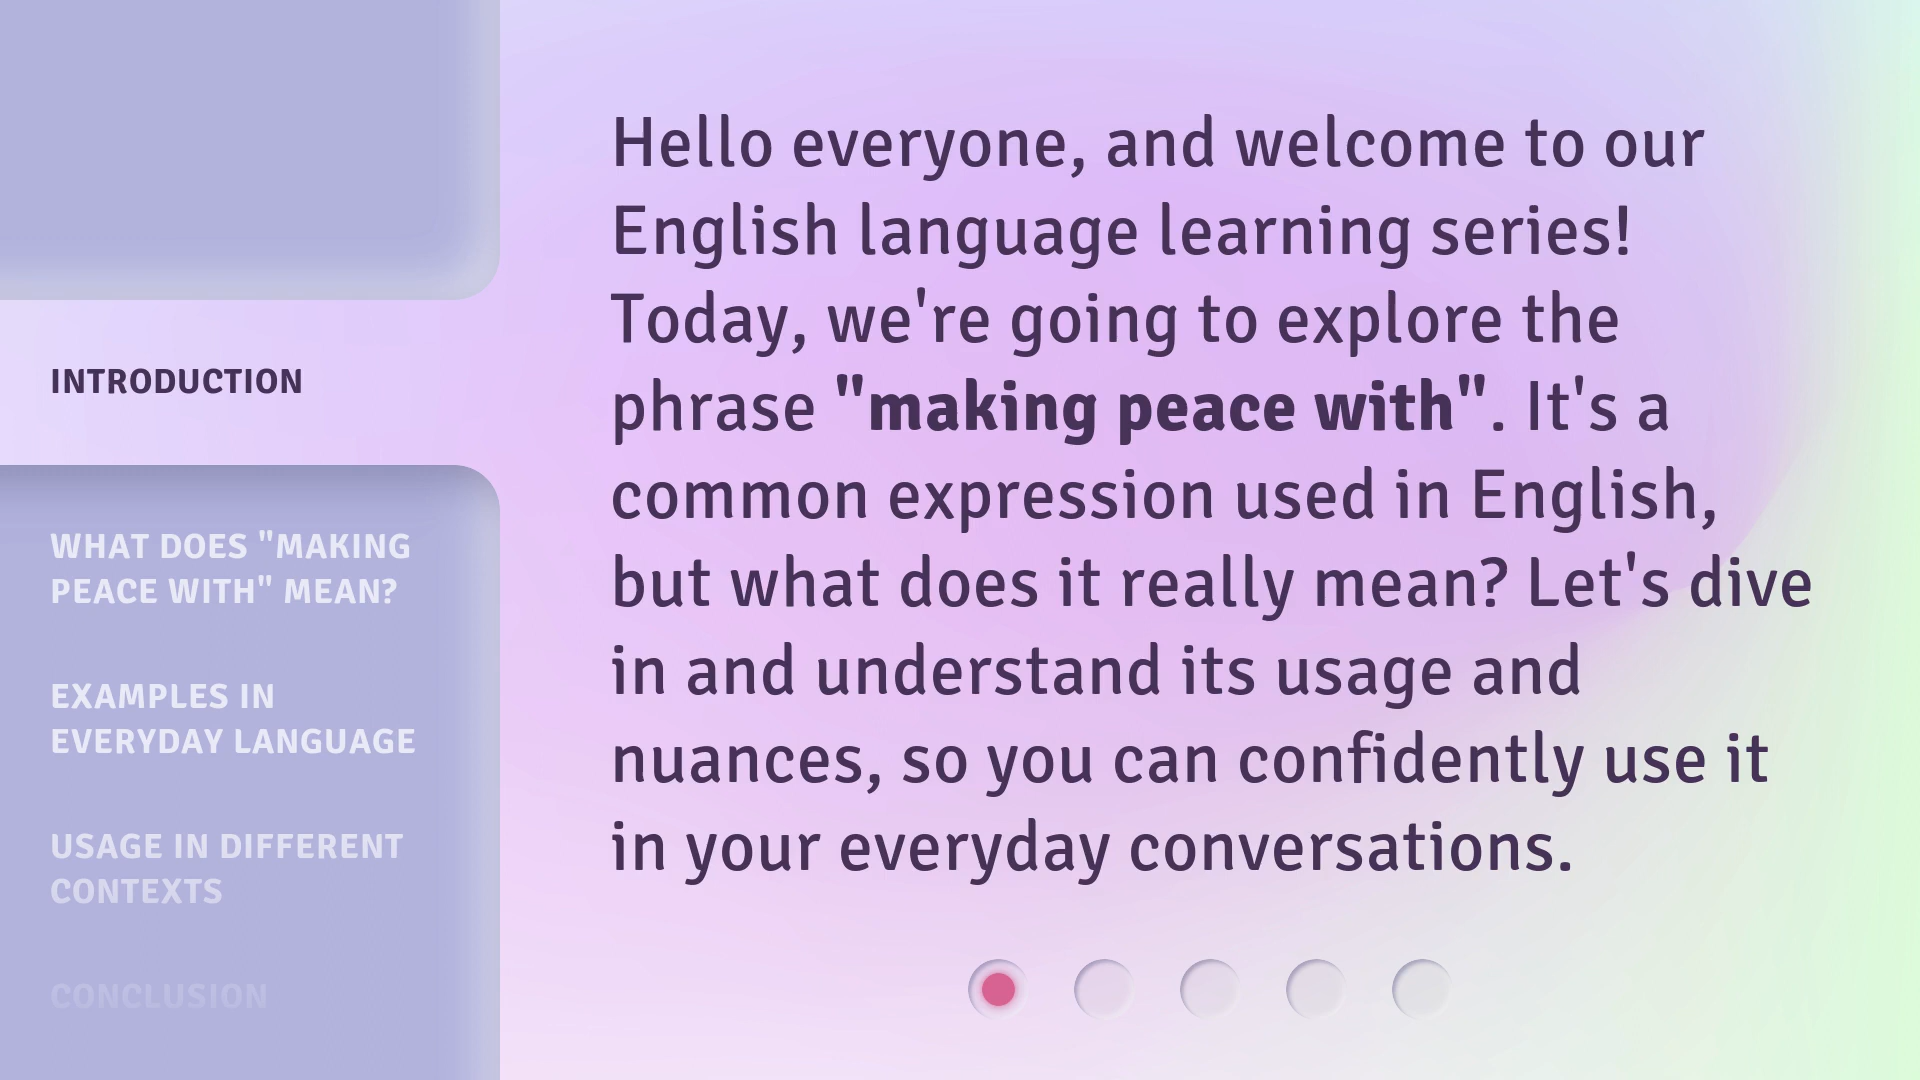 INTRODUCTION
WHAT DOES "MAKING
PEACE WITH" MEAN?
EXAMPLES IN
EVERYDAY LANGUAGE
USAGE IN DIFFERENT
CONTEXTS
CONCLUSION
Hello everyone, and welcome to our
English language learning series!
Today, we're going to explore the
phrase "making peace with". It's a
common expression used in English,
but what does it really mean? Let's dive
in and understand its usage and
nuances, so you can confidently use it
in your everyday conversations.